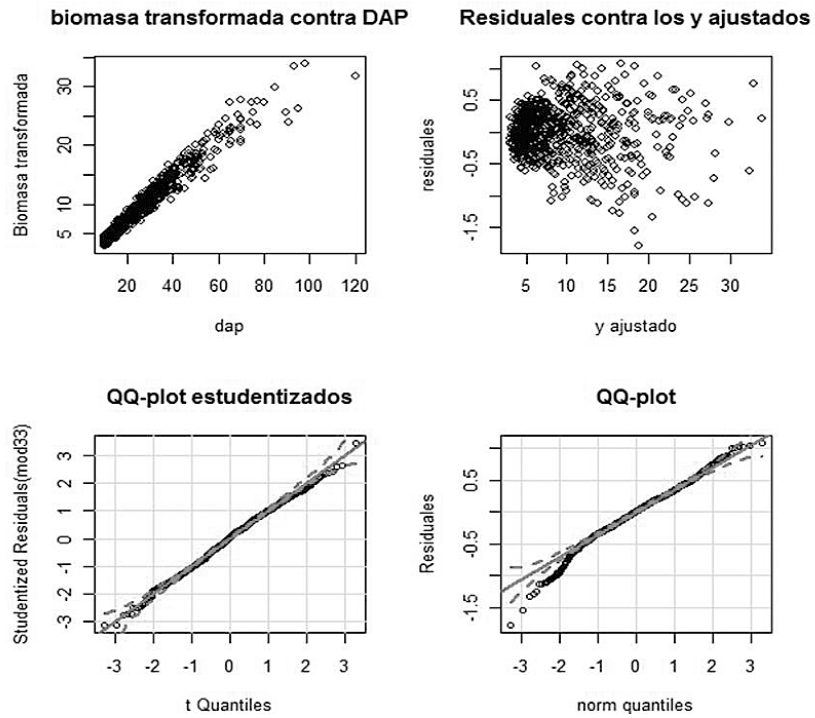 biomasa transformada contra DAP
Biomasa transformada
30
20
10
5
20 40 60 80 100 120
dap
Residuales contra los y ajustados
residuales
0.5
-0.5
-1.5
5 10 15 20 25 30
y ajustado
QQ-plot estudentizados
Studentized Residuals(mod33)
3
2
1
0
-1
-2
-3
-3 -2 -1 0 1 2 3
t Quantiles
QQ-plot
Residuales
0.5
-0.5
-1.5
-3 -2 -1 0 1 2 3
norm quantiles